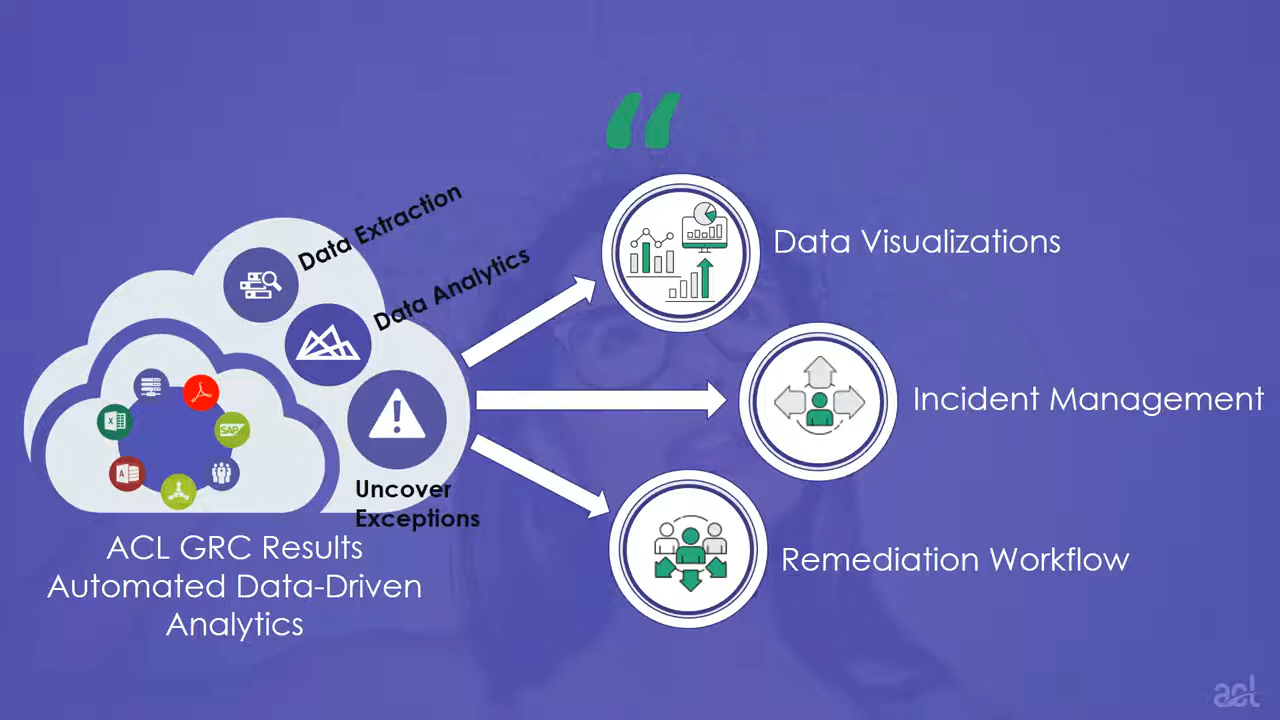 “
Data Extraction
Data Analytics
Uncover
Exceptions
X
A
SAP
ACL GRC Results
Automated Data-Driven
Analytics
Data Visualizations
Incident Management
Remediation Workflow
acl